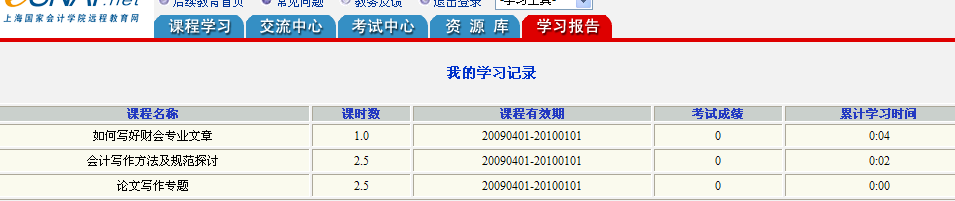 .net
后续教育首页 常见问题 教务反馈 退出登录 -学习工具-
上海国家会计学院远程教育网
课程学习 交流中心 考试中心 资源库 学习报告
我的学习记录
课程名称 课时数 课程有效期 考试成绩 累计学习时间
如何写好财会专业文章 1.0 20090401-20100101 0 0:04
会计写作方法及规范探讨 2.5 20090401-20100101 0 0:02
论文写作专题 2.5 20090401-20100101 0 0:00